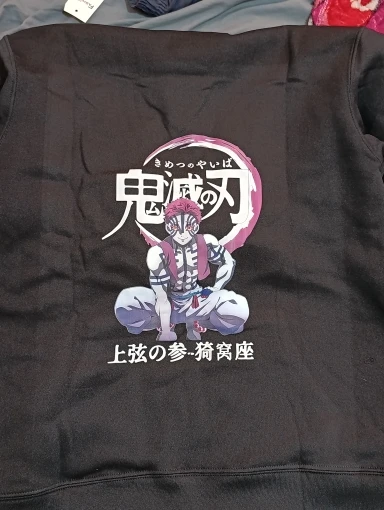 きめつのやいば
鬼滅の刃
上弦の参 猗窩座